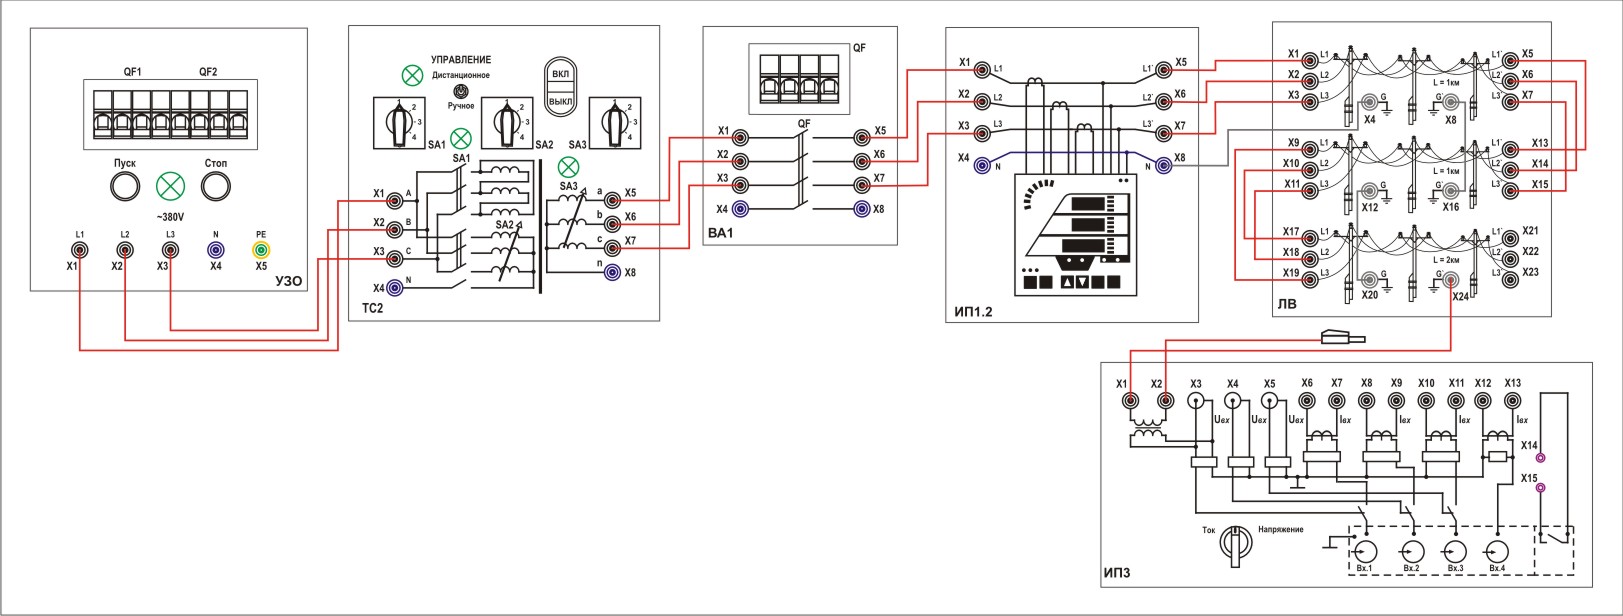 QF1 QF2
Пуск Стоп
~380V
L1 L2 L3 N PE
X1 X2 X3 X4 X5
УЗО
УПРАВЛЕНИЕ
Дистанционное
Ручное
ВКЛ
ВЫКЛ
1 2 3 4
SA1
1 2 3 4
SA2
1 2 3 4
SA3
SA1
SA2
SA3
X1 A
X2 B
X3 C
X4 N
a X5
b X6
c X7
n X8
ТС2
QF
QF
X1 X5
X2 X6
X3 X7
X4 X8
ВА1
X1 L1 L1' X5
X2 L2 L2' X6
X3 L3 L3' X7
X4 N N X8
ИП1.2
X1 L1 L1' X5
X2 L2 L = 1км L2' X6
X3 L3 G G' L3' X7
X4 X8
X9 L1 L1' X13
X10 L2 L = 1км L2' X14
X11 L3 G G' L3' X15
X12 X16
X17 L1 L1' X21
X18 L2 L = 2км L2' X22
X19 L3 G G' L3' X23
X20 X24
ЛВ
X1 X2 X3 X4 X5 X6 X7 X8 X9 X10 X11 X12 X13
Uвх Uвх Uвх Iвх Iвх Iвх Iвх
X14
X15
Ток Напряжение
Вх.1 Вх.2 Вх.3 Вх.4
ИП3